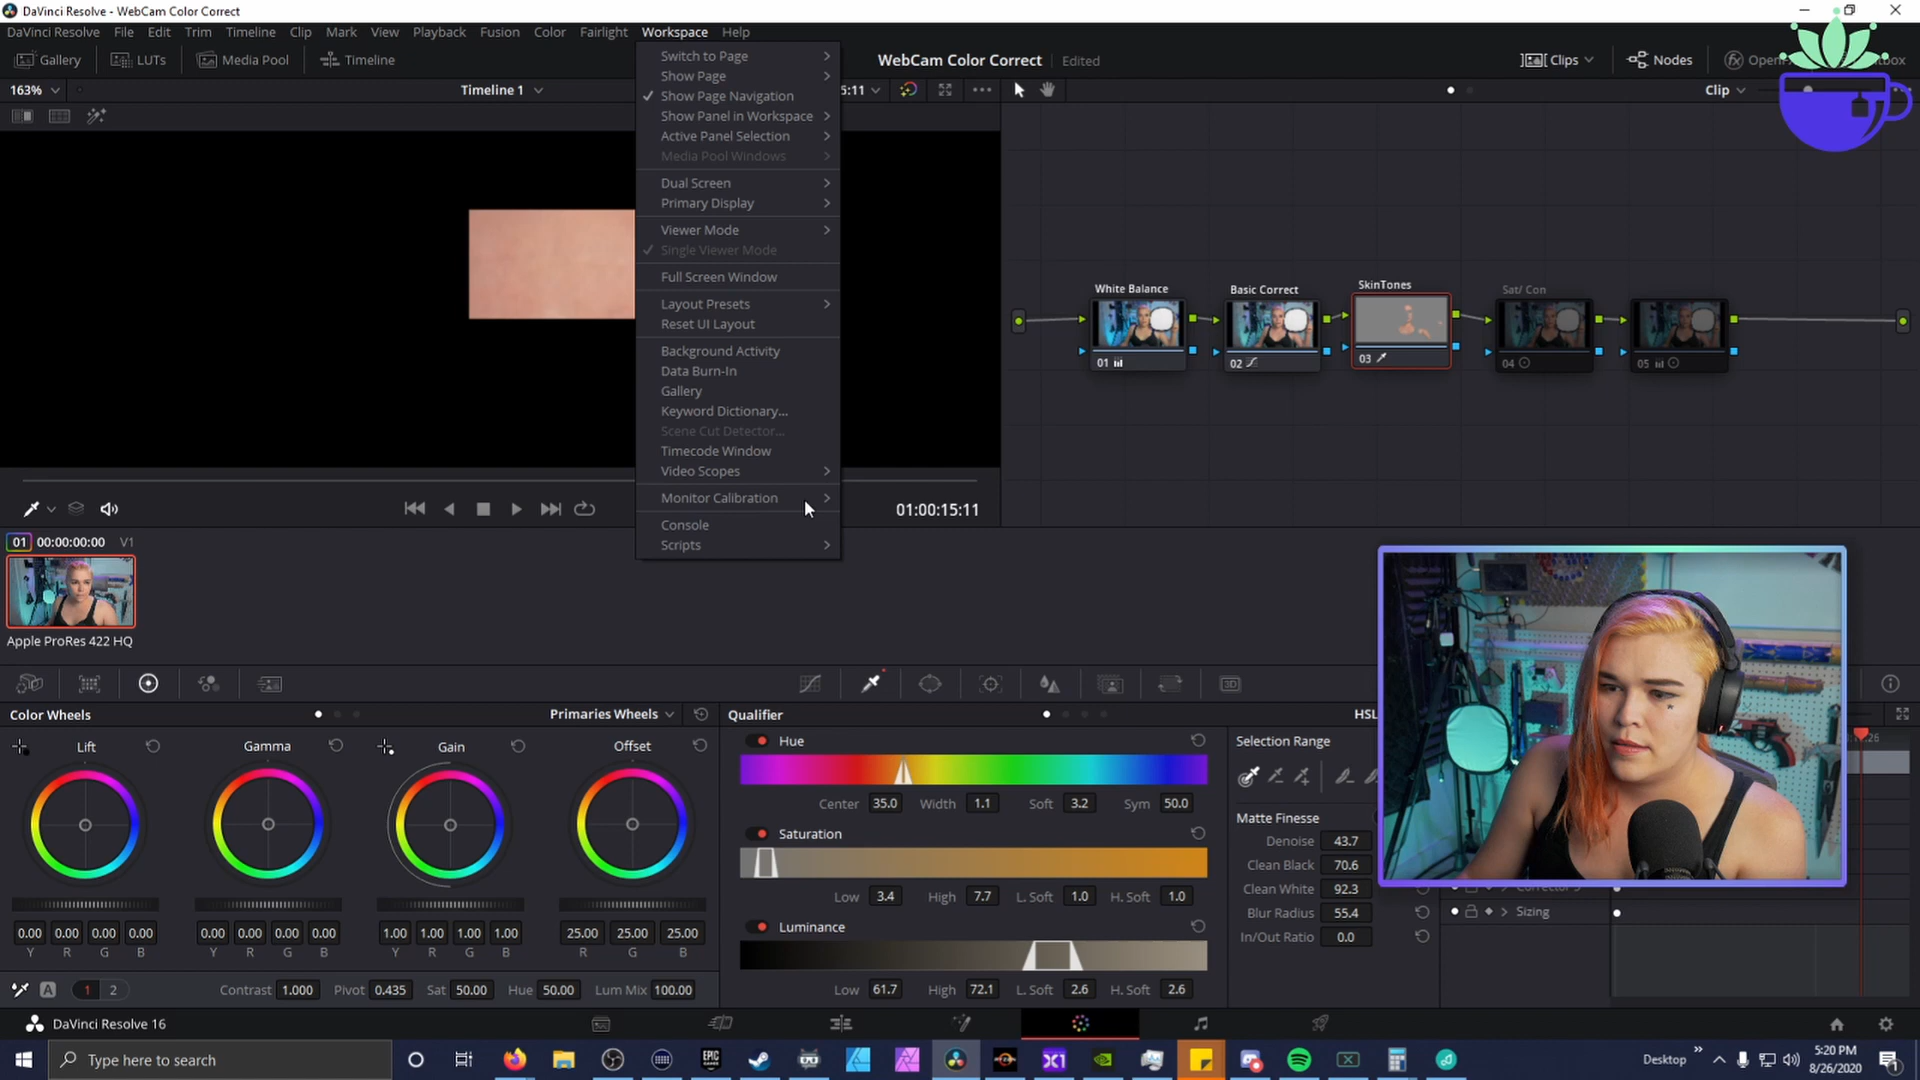 DaVinci Resolve - WebCam Color Correct
DaVinci Resolve File Edit Trim Timeline Clip Mark View Playback Fusion Color Fairlight Workspace Help
Gallery LUTs Media Pool Timeline
WebCam Color Correct Edited
Clips Nodes
163% Timeline 1 Clip
Switch to Page
Show Page
Show Page Navigation
Show Panel in Workspace
Active Panel Selection
Media Pool Windows
Dual Screen
Primary Display
Viewer Mode
Single Viewer Mode
Full Screen Window
Layout Presets
Reset UI Layout
Background Activity
Data Burn-In
Gallery
Keyword Dictionary...
Scene Cut Detector...
Timecode Window
Video Scopes
Monitor Calibration
Console
Scripts
White Balance Basic Correct SkinTones Sat/ Con
01 02 03 04 05
01:00:15:11
01 00:00:00:00 V1
Apple ProRes 422 HQ
Color Wheels Primaries Wheels
Lift Gamma Gain Offset
0.00 0.00 0.00 0.00 0.00 0.00 0.00 0.00 1.00 1.00 1.00 1.00 25.00 25.00 25.00
Y R G B Y R G B Y R G B R G B
A 1 2 Contrast 1.000 Pivot 0.435 Sat 50.00 Hue 50.00 Lum Mix 100.00
Qualifier HSL
Hue
Center 35.0 Width 1.1 Soft 3.2 Sym 50.0
Saturation
Low 3.4 High 7.7 L. Soft 1.0 H. Soft 1.0
Luminance
Low 61.7 High 72.1 L. Soft 2.6 H. Soft 2.6
Selection Range
Matte Finesse
Denoise 43.7
Clean Black 70.6
Clean White 92.3
Blur Radius 55.4
In/Out Ratio 0.0
Sizing
DaVinci Resolve 16
Type here to search
EPIC
Desktop
5:20 PM
8/26/2020